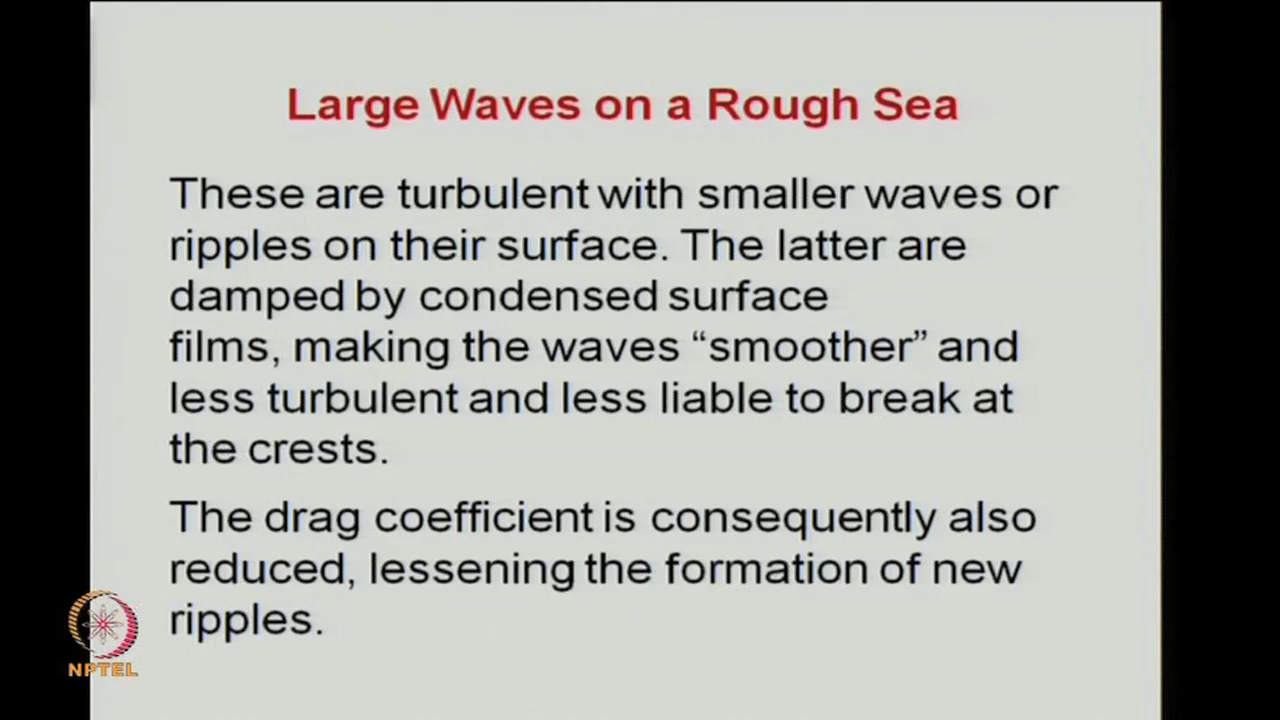 Large Waves on a Rough Sea
These are turbulent with smaller waves or
ripples on their surface. The latter are
damped by condensed surface
films, making the waves “smoother” and
less turbulent and less liable to break at
the crests.
The drag coefficient is consequently also
reduced, lessening the formation of new
ripples.
NPTEL